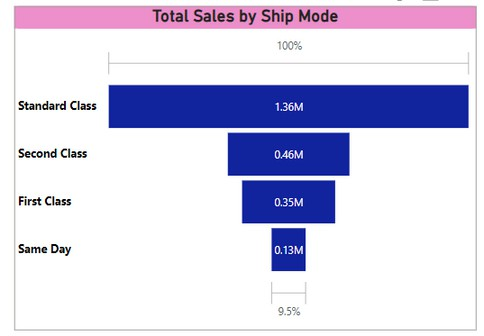 Total Sales by Ship Mode
100%
Standard Class 1.36M
Second Class 0.46M
First Class 0.35M
Same Day 0.13M
9.5%